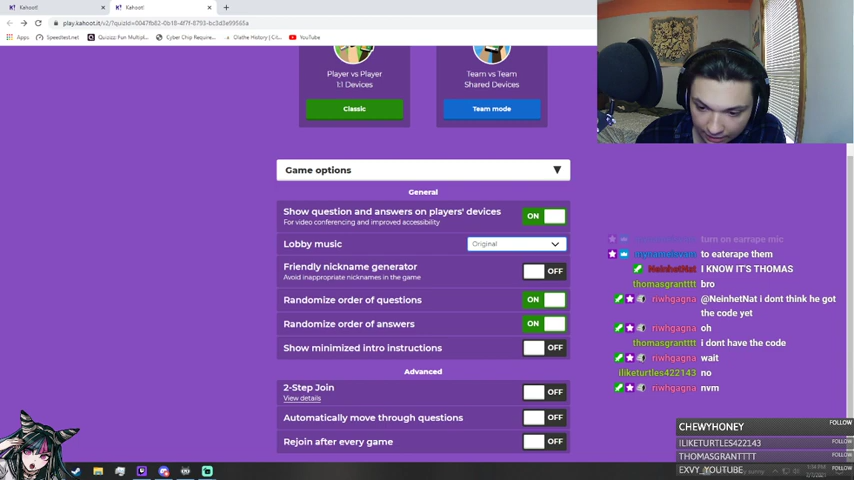 Kahoot!
Kahoot!
play.kahoot.it/v2/?quizId=0047fb62-0b18-4f7f-8793-bc3d3e99565a
Apps
Speedtest.net
Quizizz: Fun Multipl...
Cyber Chip Require...
Olathe History | Cit...
YouTube
Player vs Player
1:1 Devices
Classic
Team vs Team
Shared Devices
Team mode
Game options
General
Show question and answers on players' devices
For video conferencing and improved accessibility
ON
Lobby music
Original
Friendly nickname generator
Avoid inappropriate nicknames in the game
OFF
Randomize order of questions
ON
Randomize order of answers
ON
Show minimized intro instructions
OFF
Advanced
2-Step Join
View details
OFF
Automatically move through questions
OFF
Rejoin after every game
OFF
turn on earrape mic
to eaterape them
NeinhetNat I KNOW IT'S THOMAS
thomasgrantttt bro
riwhgagna @NeinhetNat i dont think he got
the code yet
riwhgagna oh
thomasgrantttt i dont have the code
riwhgagna wait
iliketurtles422143 no
riwhgagna nvm
CHEWYHONEY FOLLOW
ILIKETURTLES422143 FOLLOW
THOMASGRANTTTT FOLLOW
EXVY_YOUTUBE FOLLOW